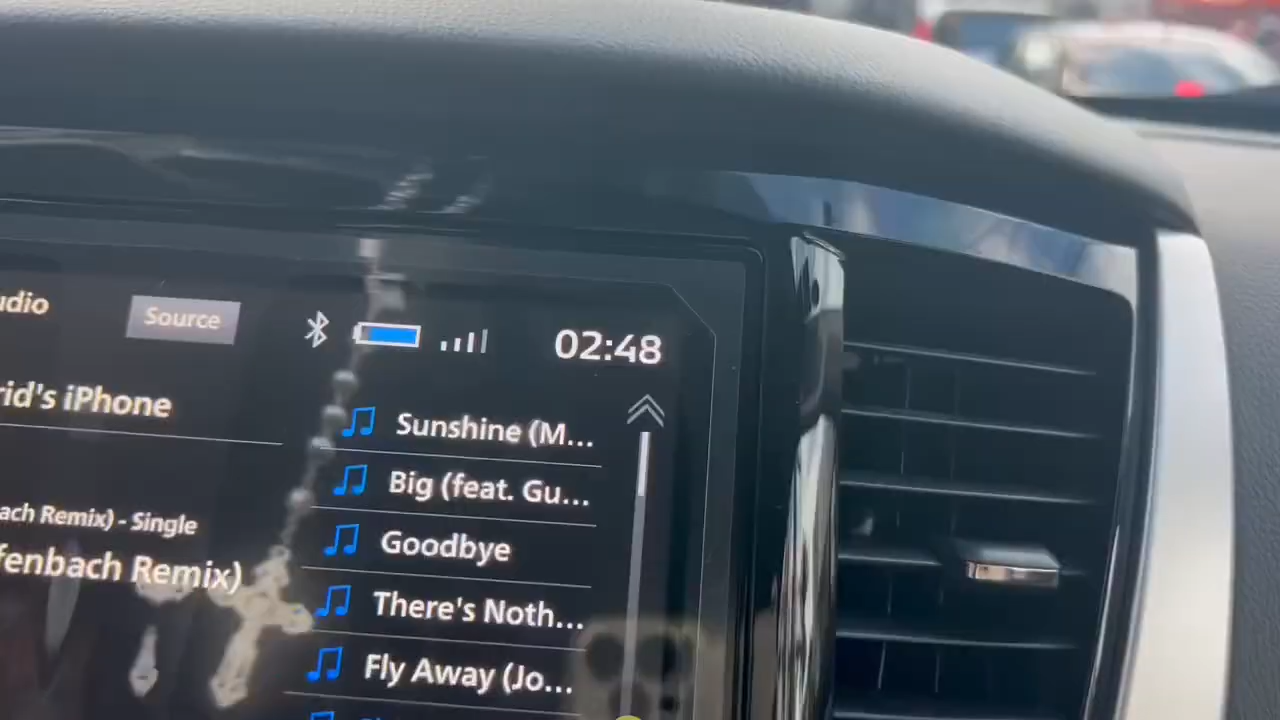 udio
Source
02:48
rid's iPhone
ach Remix) - Single
fenbach Remix)
Sunshine (M...
Big (feat. Gu...
Goodbye
There's Noth...
Fly Away (Jo...